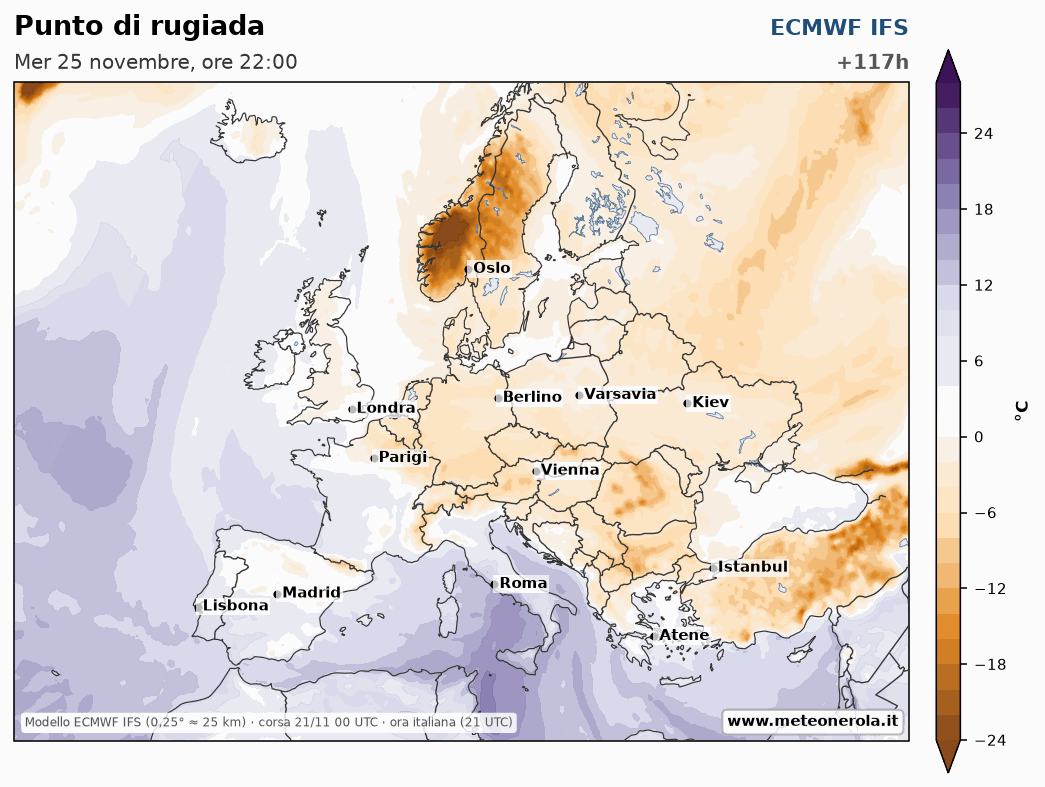 Punto di rugiada
ECMWF IFS
Mer 25 novembre, ore 22:00
+117h
Oslo
Berlino
Varsavia
Kiev
Londra
Parigi
Vienna
Istanbul
Roma
Madrid
Lisbona
Atene
24
18
12
6
0
−6
−12
−18
−24
°C
Modello ECMWF IFS (0,25° ≈ 25 km) · corsa 21/11 00 UTC · ora italiana (21 UTC)
www.meteonerola.it